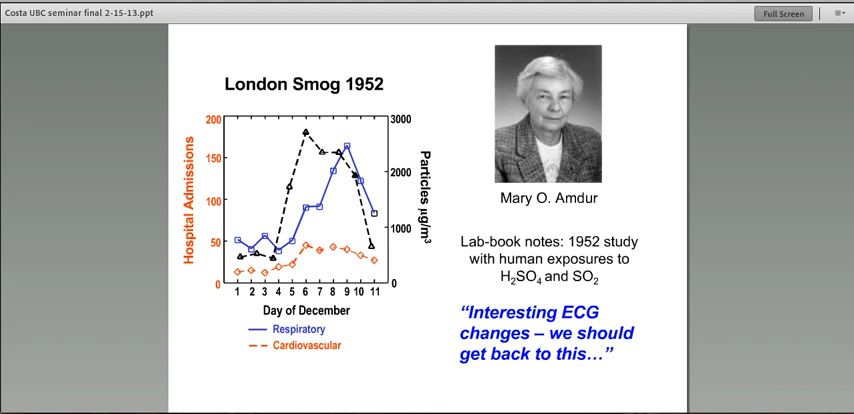 Costa UBC seminar final 2-15-13.ppt
Full Screen
London Smog 1952
Hospital Admissions
200
150
100
50
0
3000
2000
1000
0
Particles µg/m³
1 2 3 4 5 6 7 8 9 10 11
Day of December
Respiratory
Cardiovascular
Mary O. Amdur
Lab-book notes: 1952 study
with human exposures to
H₂SO₄ and SO₂
“Interesting ECG
changes – we should
get back to this…”